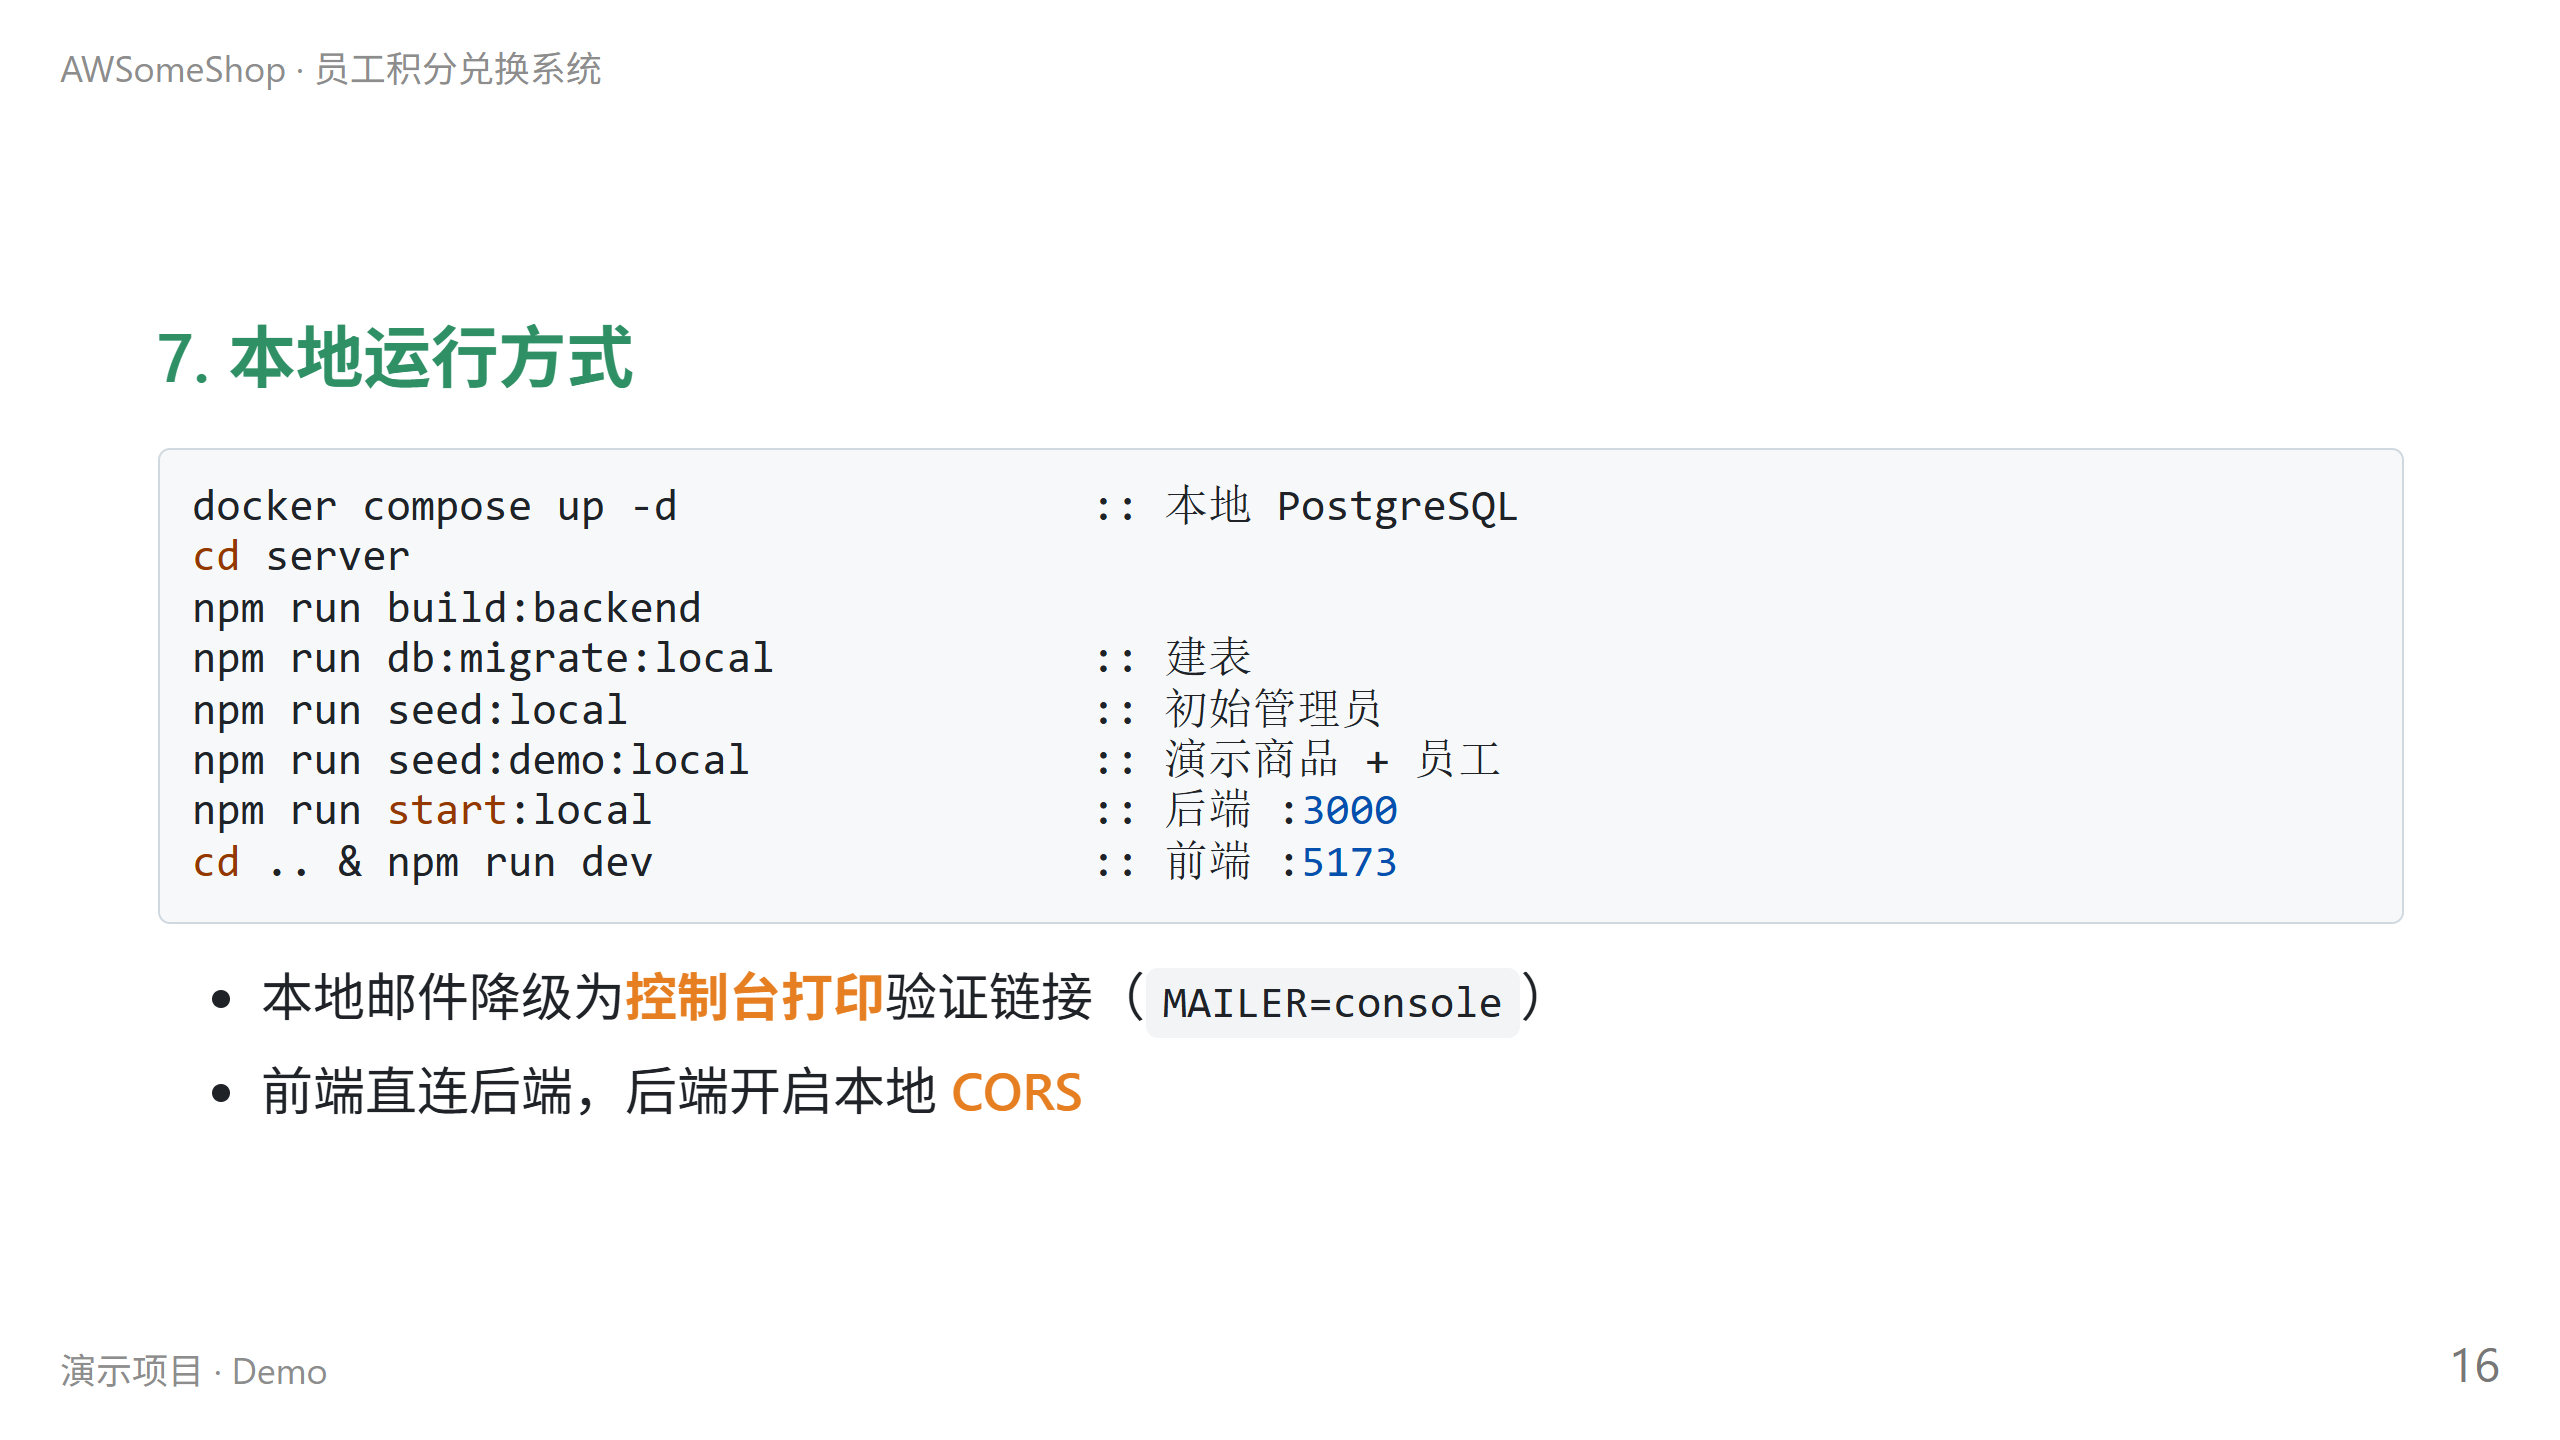 AWSomeShop · 员工积分兑换系统
7. 本地运行方式
docker compose up -d :: 本地 PostgreSQL
cd server
npm run build:backend
npm run db:migrate:local :: 建表
npm run seed:local :: 初始管理员
npm run seed:demo:local :: 演示商品 + 员工
npm run start:local :: 后端 :3000
cd .. & npm run dev :: 前端 :5173
• 本地邮件降级为控制台打印验证链接（MAILER=console）
• 前端直连后端，后端开启本地 CORS
演示项目 · Demo
16